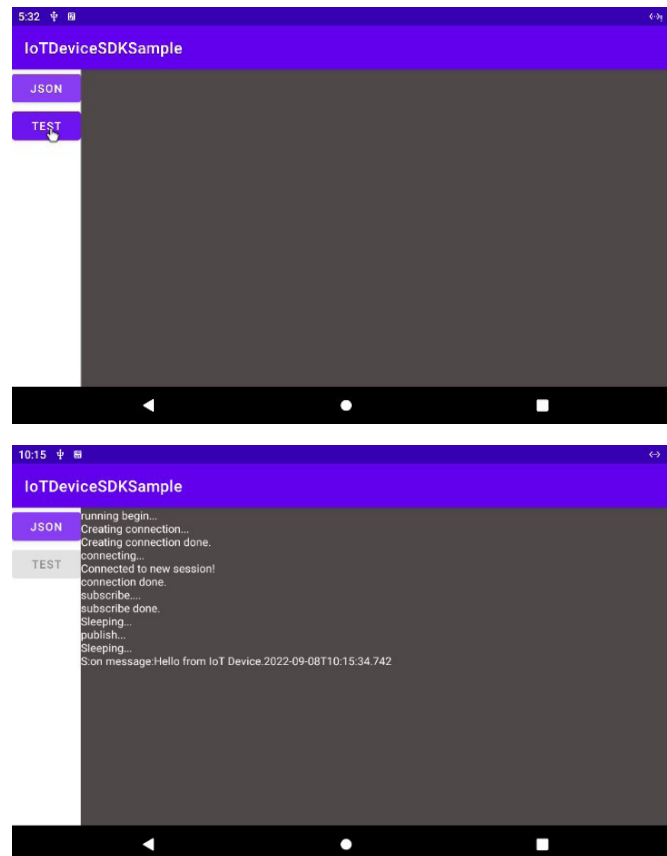 5:32
IoTDeviceSDKSample
JSON
TEST
10:15
IoTDeviceSDKSample
JSON
TEST
running begin...
Creating connection...
Creating connection done.
connecting...
Connected to new session!
connection done.
subscribe....
subscribe done.
Sleeping...
publish...
Sleeping...
S:on message:Hello from IoT Device.2022-09-08T10:15:34.742